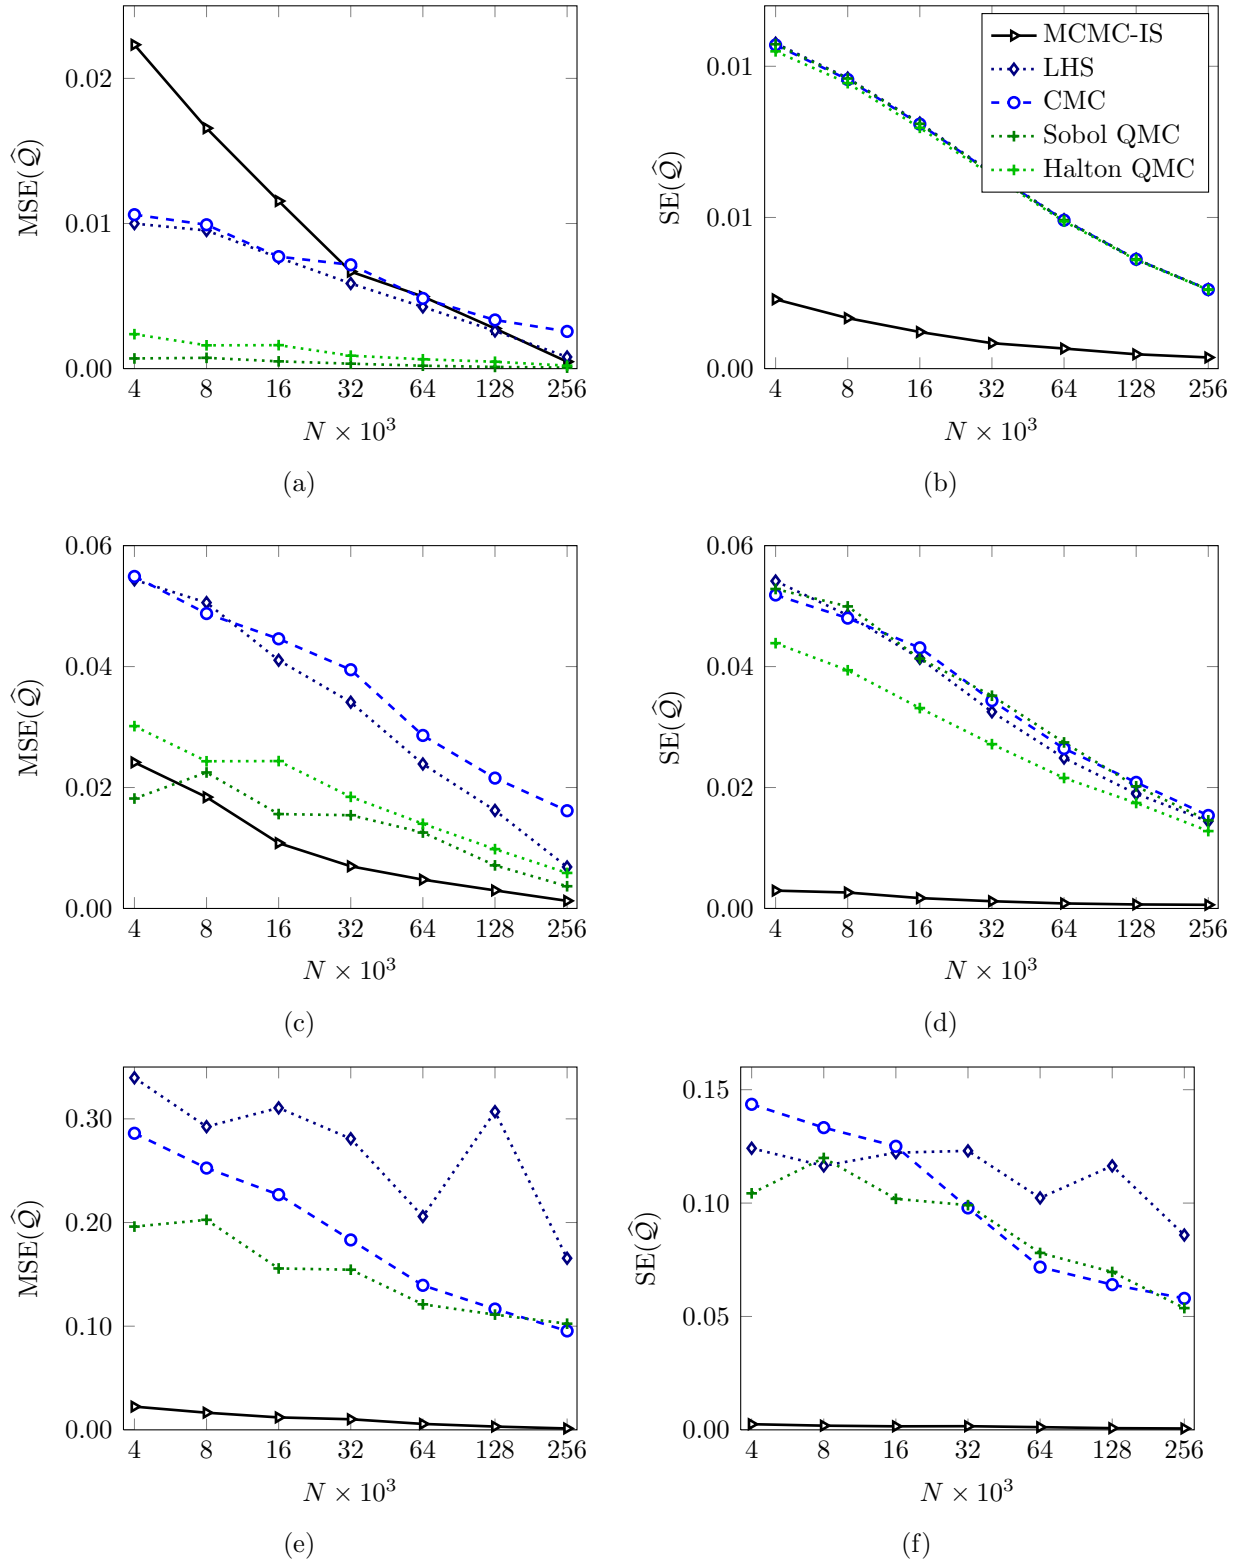 0.02
0.01
0.00
MSE(Q̂)
4 8 16 32 64 128 256
N × 10³
(a)
0.01
0.01
0.00
SE(Q̂)
MCMC-IS
LHS
CMC
Sobol QMC
Halton QMC
4 8 16 32 64 128 256
N × 10³
(b)
0.06
0.04
0.02
0.00
MSE(Q̂)
4 8 16 32 64 128 256
N × 10³
(c)
0.06
0.04
0.02
0.00
SE(Q̂)
4 8 16 32 64 128 256
N × 10³
(d)
0.30
0.20
0.10
0.00
MSE(Q̂)
4 8 16 32 64 128 256
N × 10³
(e)
0.15
0.10
0.05
0.00
SE(Q̂)
4 8 16 32 64 128 256
N × 10³
(f)